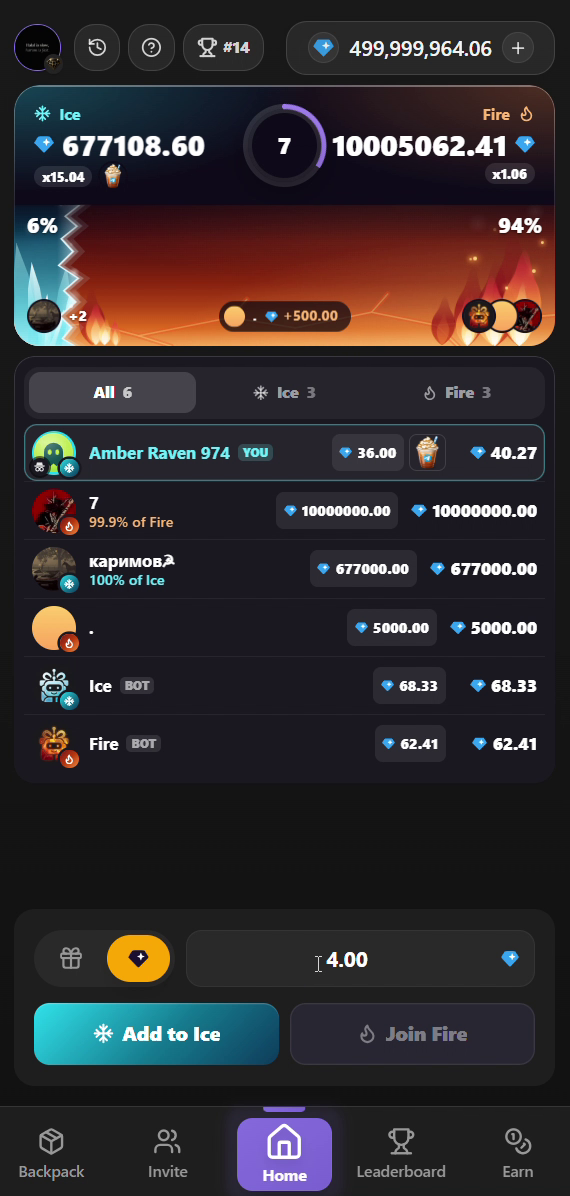 #14
499,999,964.06
Ice
Fire
677108.60
7
10005062.41
x15.04
x1.06
6%
94%
+2
. +500.00
All 6
Ice 3
Fire 3
Amber Raven 974 YOU 36.00 40.27
7
99.9% of Fire
10000000.00 10000000.00
каримов☭
100% of Ice
677000.00 677000.00
. 5000.00 5000.00
Ice BOT 68.33 68.33
Fire BOT 62.41 62.41
4.00
Add to Ice
Join Fire
Backpack
Invite
Home
Leaderboard
Earn